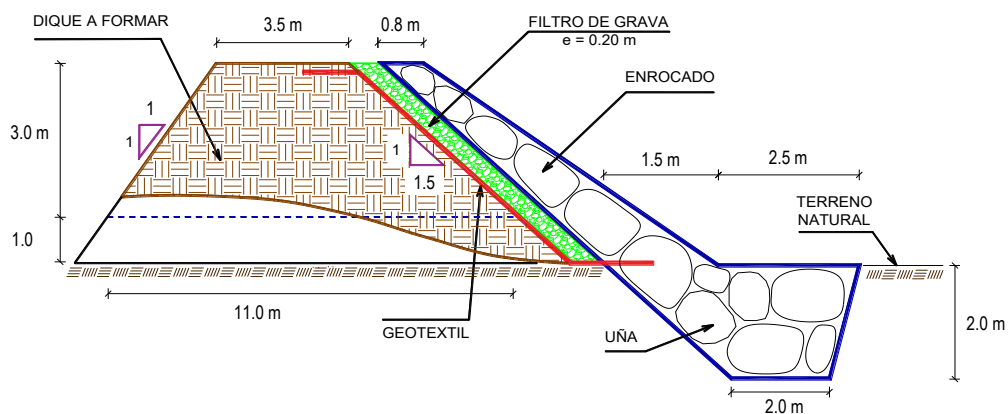 DIQUE A FORMAR
3.5 m
0.8 m
FILTRO DE GRAVA
e = 0.20 m
ENROCADO
1
1
3.0 m
1
1.5
1.5 m
2.5 m
TERRENO
NATURAL
1.0
11.0 m
GEOTEXTIL
UÑA
2.0 m
2.0 m